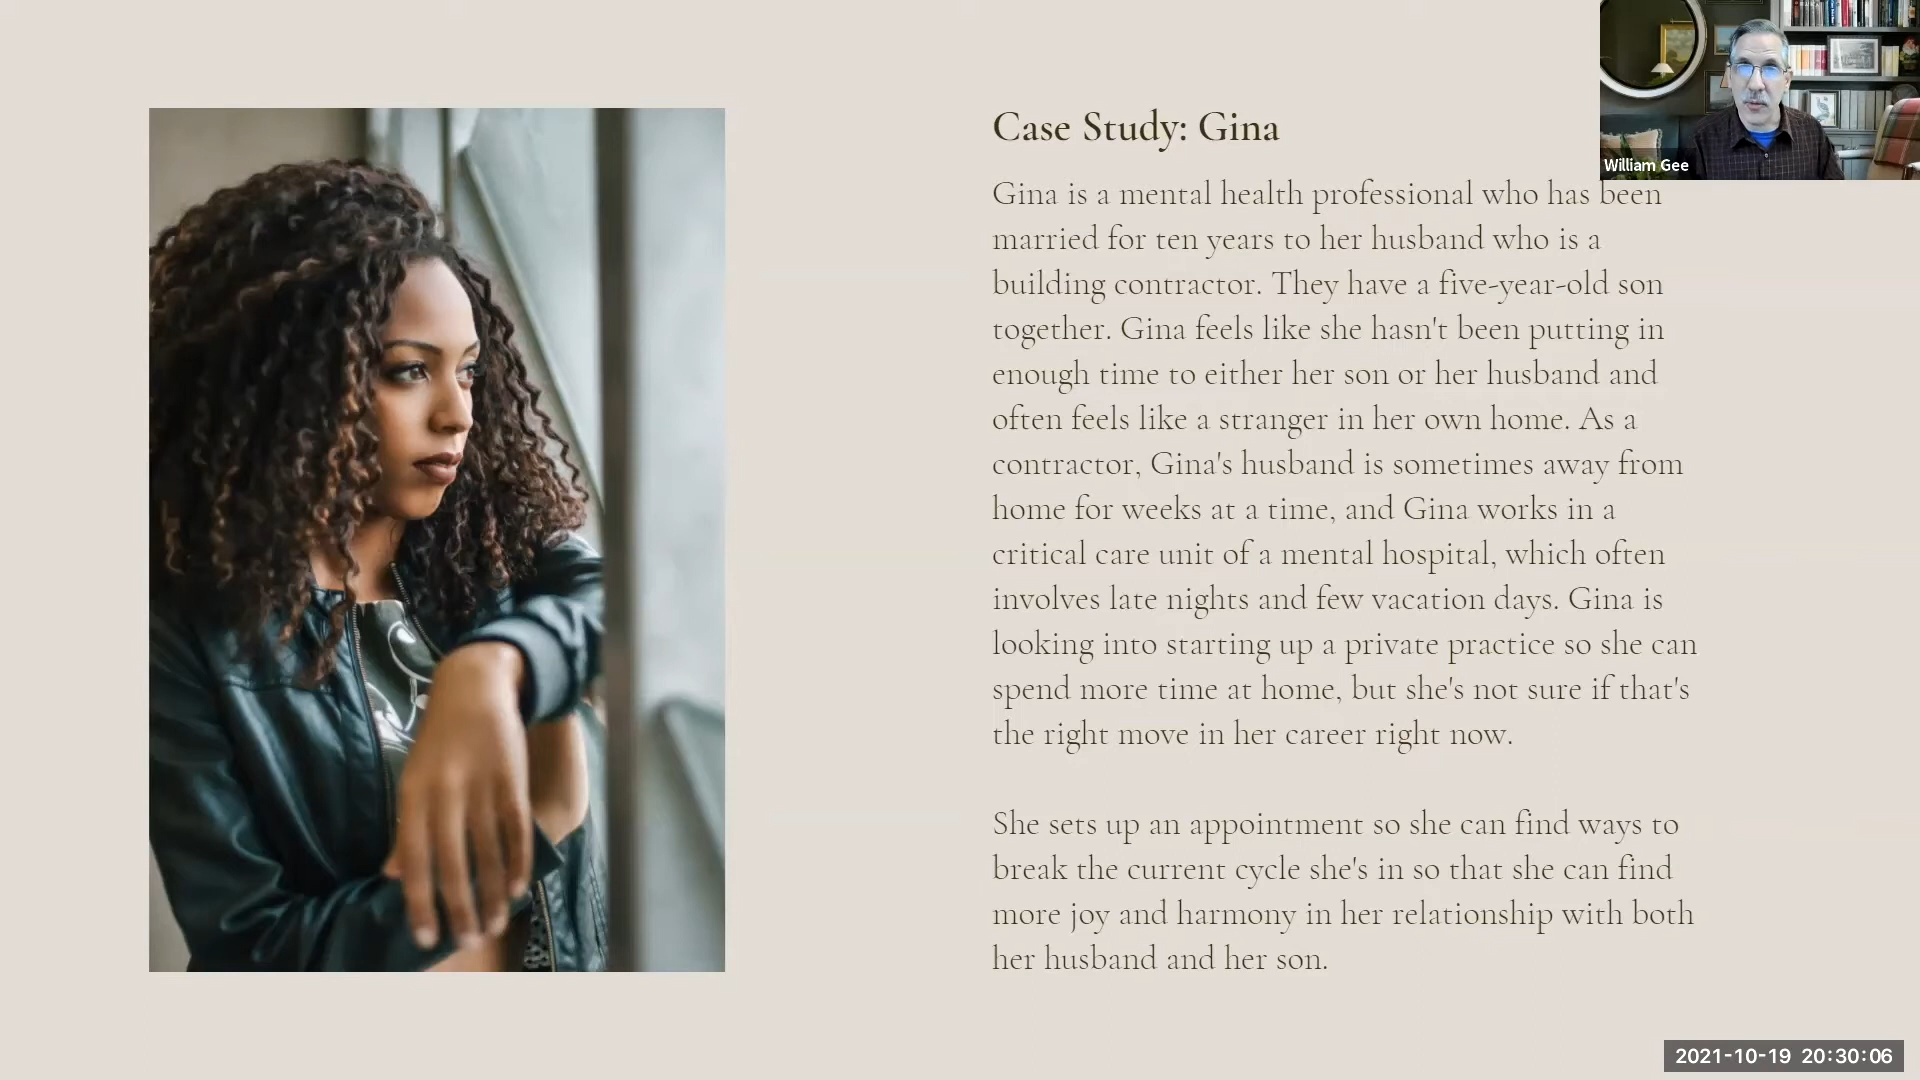 Case Study: Gina
William Gee
Gina is a mental health professional who has been
married for ten years to her husband who is a
building contractor. They have a five-year-old son
together. Gina feels like she hasn't been putting in
enough time to either her son or her husband and
often feels like a stranger in her own home. As a
contractor, Gina's husband is sometimes away from
home for weeks at a time, and Gina works in a
critical care unit of a mental hospital, which often
involves late nights and few vacation days. Gina is
looking into starting up a private practice so she can
spend more time at home, but she's not sure if that's
the right move in her career right now.
She sets up an appointment so she can find ways to
break the current cycle she's in so that she can find
more joy and harmony in her relationship with both
her husband and her son.
2021-10-19 20:30:06